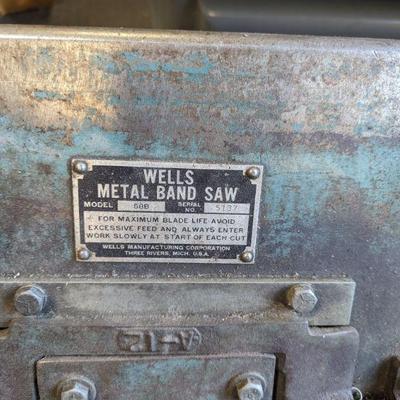 WELLS
METAL BAND SAW
MODEL 58B SERIAL NO. 5137
FOR MAXIMUM BLADE LIFE AVOID
EXCESSIVE FEED AND ALWAYS ENTER
WORK SLOWLY AT START OF EACH CUT
WELLS MANUFACTURING CORPORATION
THREE RIVERS, MICH. U.S.A.
A-12